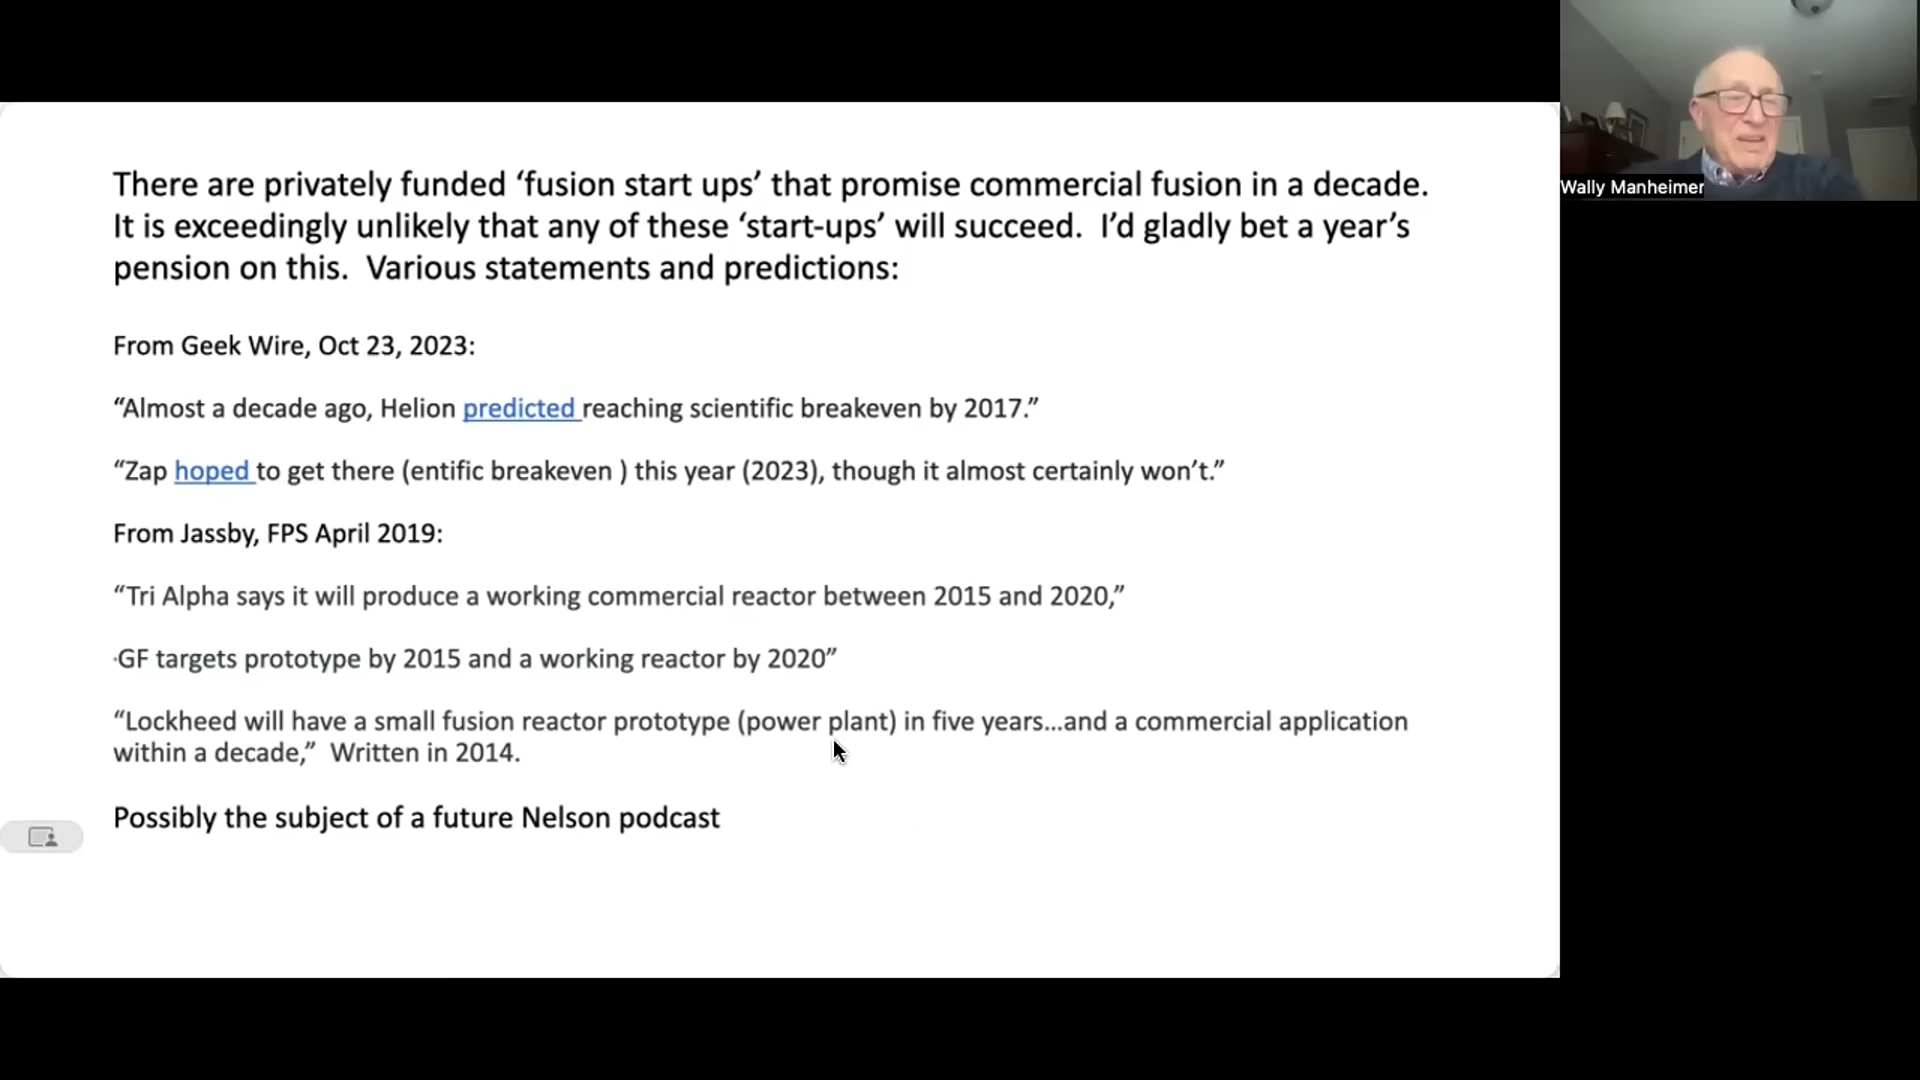 There are privately funded ‘fusion start ups’ that promise commercial fusion in a decade.
It is exceedingly unlikely that any of these ‘start-ups’ will succeed.  I’d gladly bet a year’s
pension on this.  Various statements and predictions:
From Geek Wire, Oct 23, 2023:
“Almost a decade ago, Helion predicted reaching scientific breakeven by 2017.”
“Zap hoped to get there (entific breakeven ) this year (2023), though it almost certainly won’t.”
From Jassby, FPS April 2019:
“Tri Alpha says it will produce a working commercial reactor between 2015 and 2020,”
·GF targets prototype by 2015 and a working reactor by 2020”
“Lockheed will have a small fusion reactor prototype (power plant) in five years…and a commercial application
within a decade,”  Written in 2014.
Possibly the subject of a future Nelson podcast
Wally Manheimer